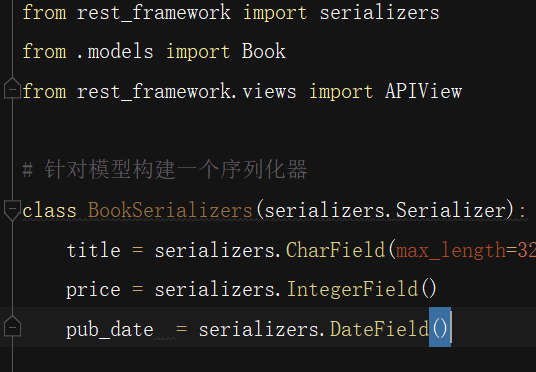 from rest_framework import serializers
from .models import Book
from rest_framework.views import APIView
# 针对模型构建一个序列化器
class BookSerializers(serializers.Serializer):
title = serializers.CharField(max_length=32
price = serializers.IntegerField()
pub_date  = serializers.DateField()